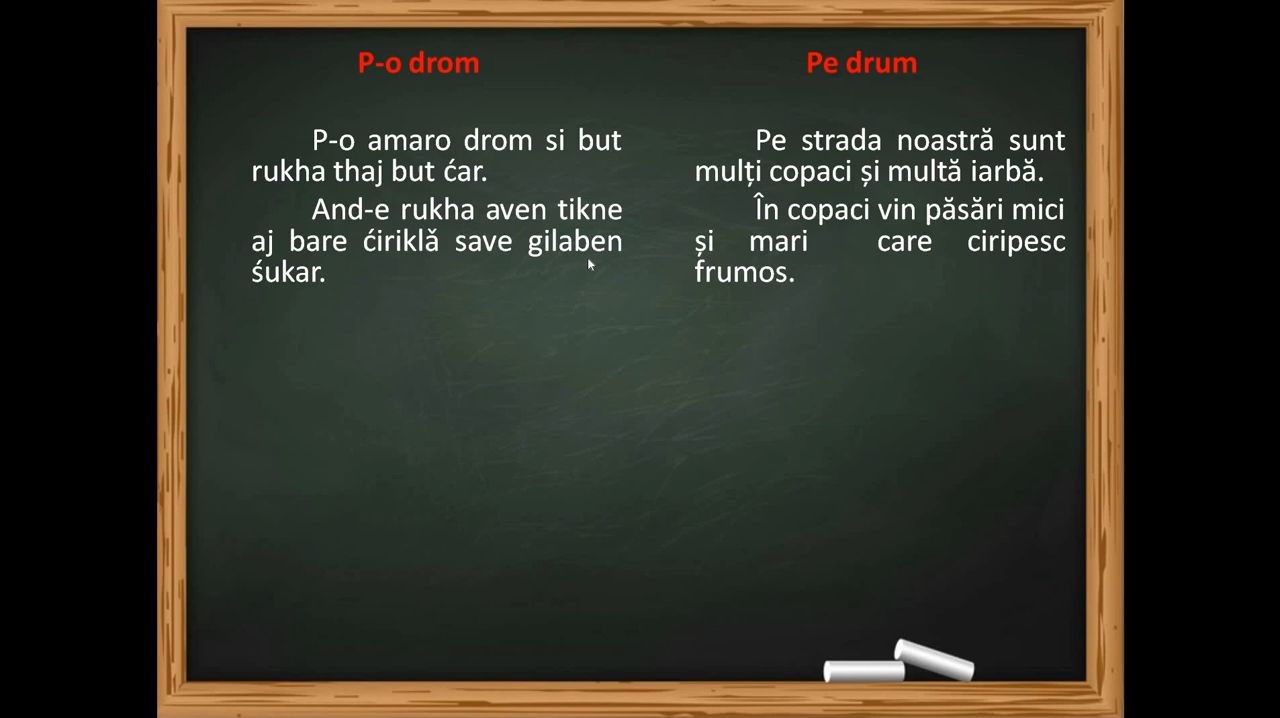 P-o drom
P-o amaro drom si but
rukha thaj but ćar.
And-e rukha aven tikne
aj bare ćiriklǎ save gilaben
śukar.
Pe drum
Pe strada noastră sunt
mulți copaci și multă iarbă.
În copaci vin păsări mici
și mari care ciripesc
frumos.